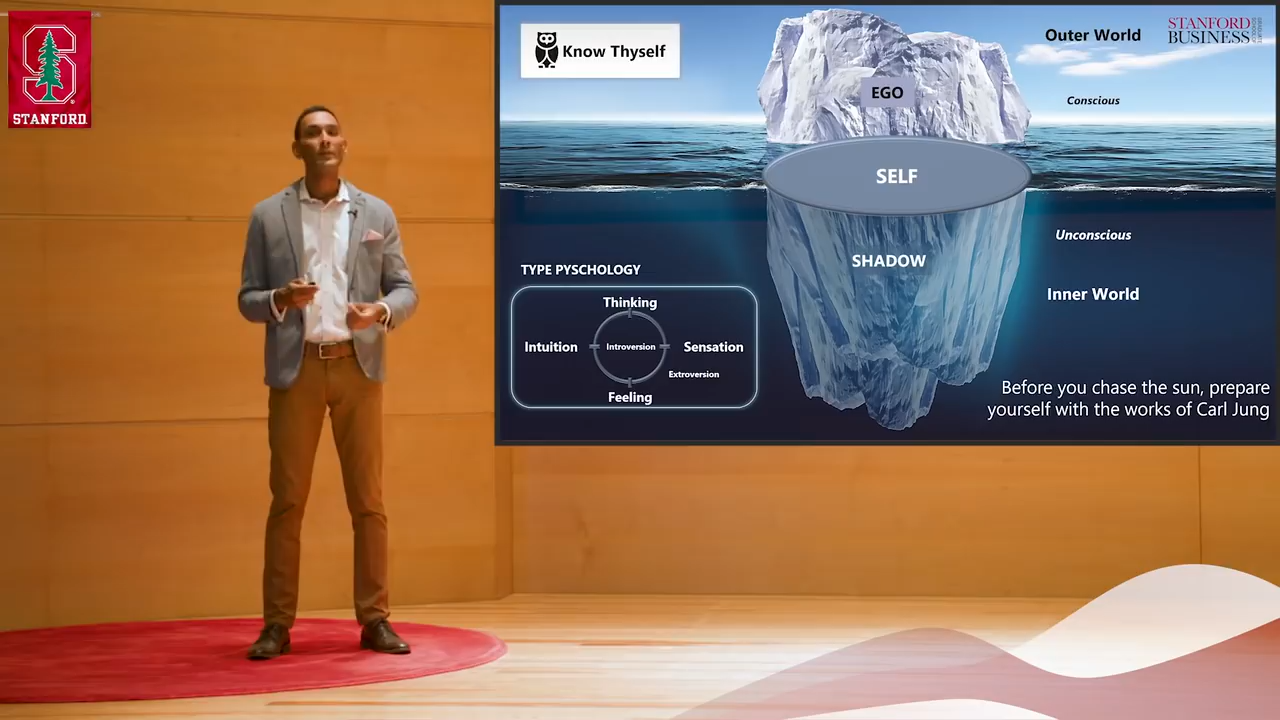 STANFORD
Know Thyself
Outer World
STANFORD
BUSINESS
EGO
Conscious
SELF
Unconscious
SHADOW
Inner World
TYPE PYSCHOLOGY
Thinking
Intuition
Introversion
Sensation
Extroversion
Feeling
Before you chase the sun, prepare
yourself with the works of Carl Jung